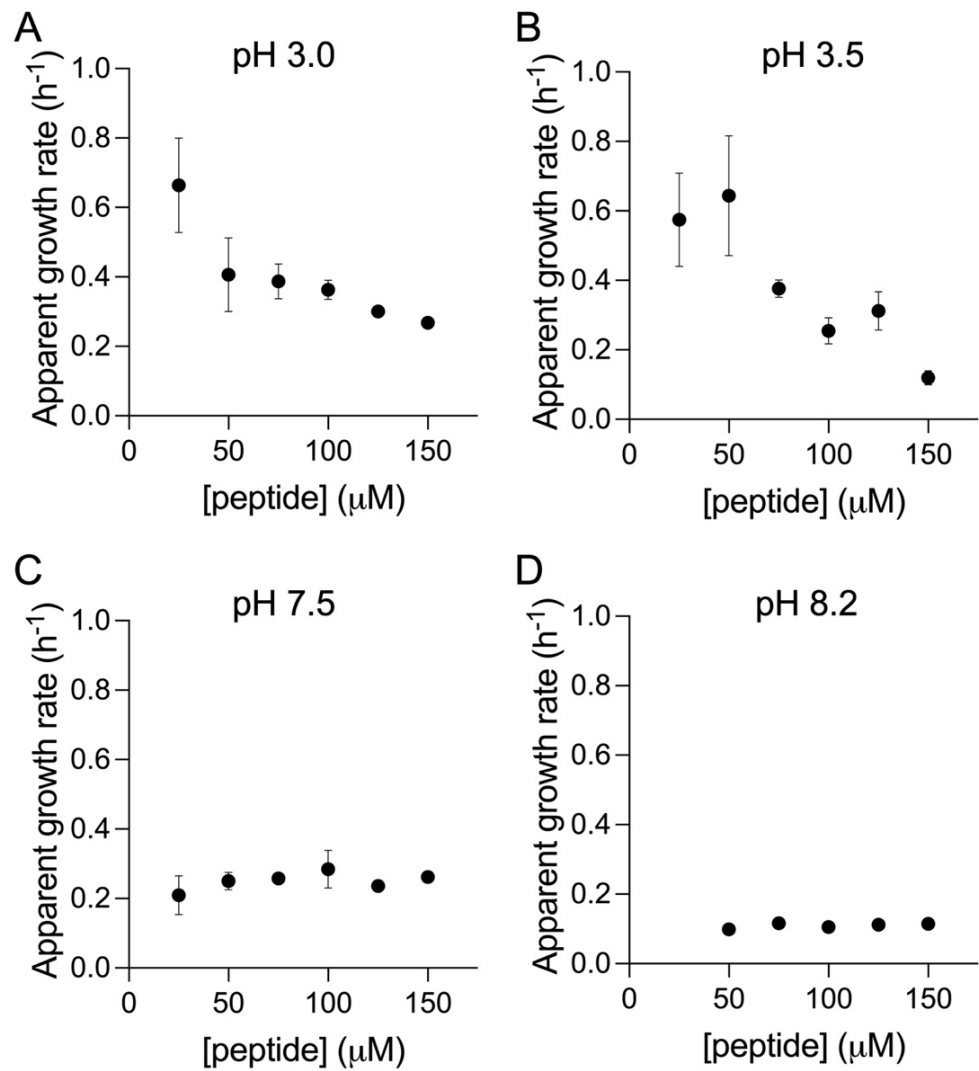 A
pH 3.0
Apparent growth rate (h⁻¹)
1.0
0.8
0.6
0.4
0.2
0.0
0 50 100 150
[peptide] (μM)
B
pH 3.5
Apparent growth rate (h⁻¹)
1.0
0.8
0.6
0.4
0.2
0.0
0 50 100 150
[peptide] (μM)
C
pH 7.5
Apparent growth rate (h⁻¹)
1.0
0.8
0.6
0.4
0.2
0.0
0 50 100 150
[peptide] (μM)
D
pH 8.2
Apparent growth rate (h⁻¹)
1.0
0.8
0.6
0.4
0.2
0.0
0 50 100 150
[peptide] (μM)